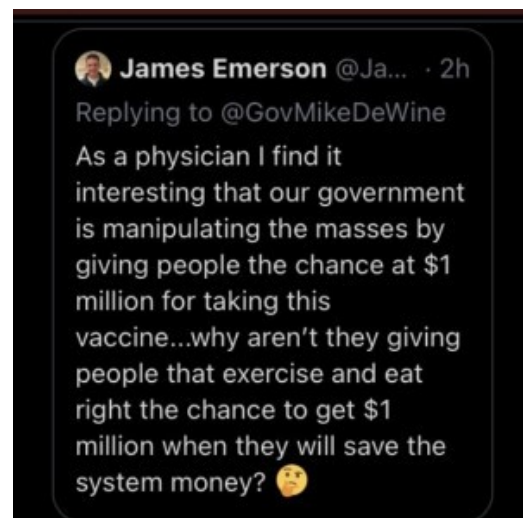 James Emerson @Ja... · 2h
Replying to @GovMikeDeWine
As a physician I find it
interesting that our government
is manipulating the masses by
giving people the chance at $1
million for taking this
vaccine...why aren't they giving
people that exercise and eat
right the chance to get $1
million when they will save the
system money? 🤔